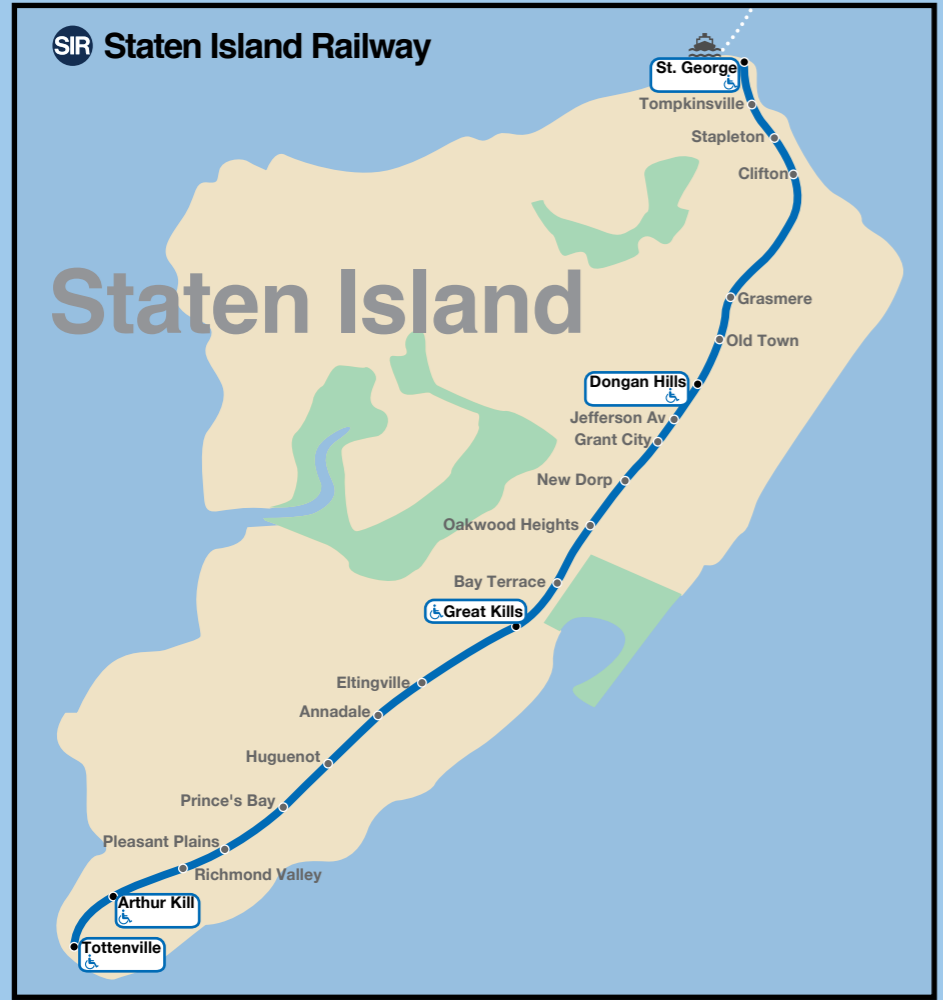 SIR Staten Island Railway
St. George
Tompkinsville
Stapleton
Clifton
Staten Island
Grasmere
Old Town
Dongan Hills
Jefferson Av
Grant City
New Dorp
Oakwood Heights
Bay Terrace
Great Kills
Eltingville
Annadale
Huguenot
Prince's Bay
Pleasant Plains
Richmond Valley
Arthur Kill
Tottenville